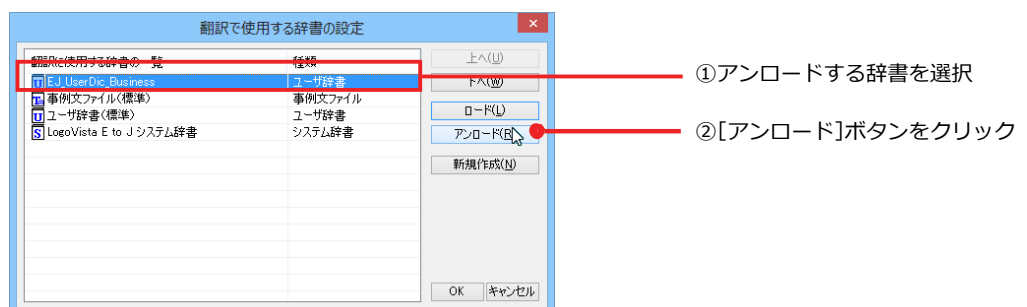 翻訳で使用する辞書の設定
×
翻訳に使用する辞書の一覧 種類
EJ_UserDic_Business ユーザ辞書
事例文ファイル(標準) 事例文ファイル
ユーザ辞書(標準) ユーザ辞書
LogoVista E to J システム辞書 システム辞書
上へ(U)
下へ(W)
ロード(L)
アンロード(R)
新規作成(N)
OK キャンセル
①アンロードする辞書を選択
②[アンロード]ボタンをクリック